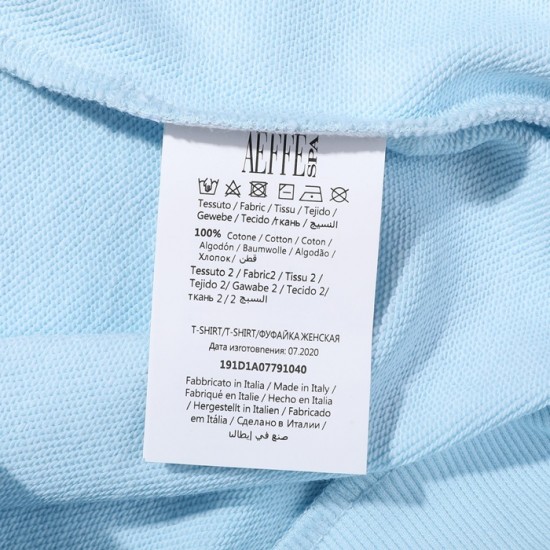 AEFFE SPA
Tessuto / Fabric / Tissu / Tejido /
Gewebe / Tecido /ткань / النسيج
100% Cotone / Cotton / Coton /
Algodón / Baumwolle / Algodão /
Хлопок / قطن
Tessuto 2 / Fabric2 / Tissu 2 /
Tejido 2/ Gawabe 2 / Tecido 2/
ткань 2 / 2 النسيج
T-SHIRT/T-SHIRT/ФУФАЙКА ЖЕНСКАЯ
Дата изготовления: 07.2020
191D1A07791040
Fabbricato in Italia / Made in Italy /
Fabriqué en Italie / Hecho en Italia
/ Hergestellt in Italien / Fabricado
em Itália / Сделано в Италии /
صنع في إيطاليا